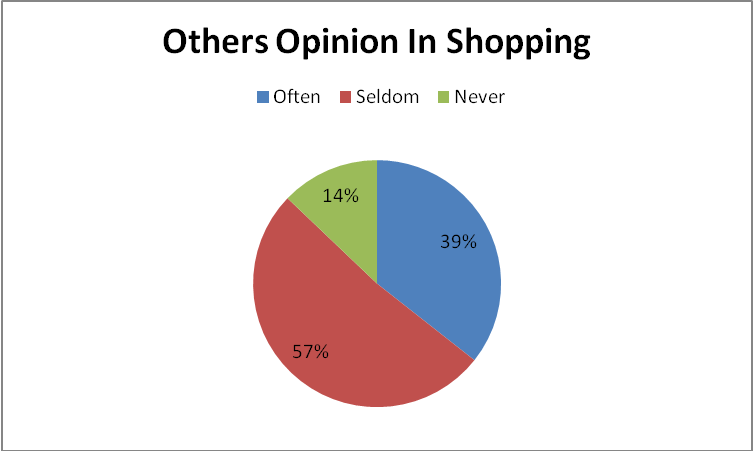 Others Opinion In Shopping
Often Seldom Never
14%
39%
57%